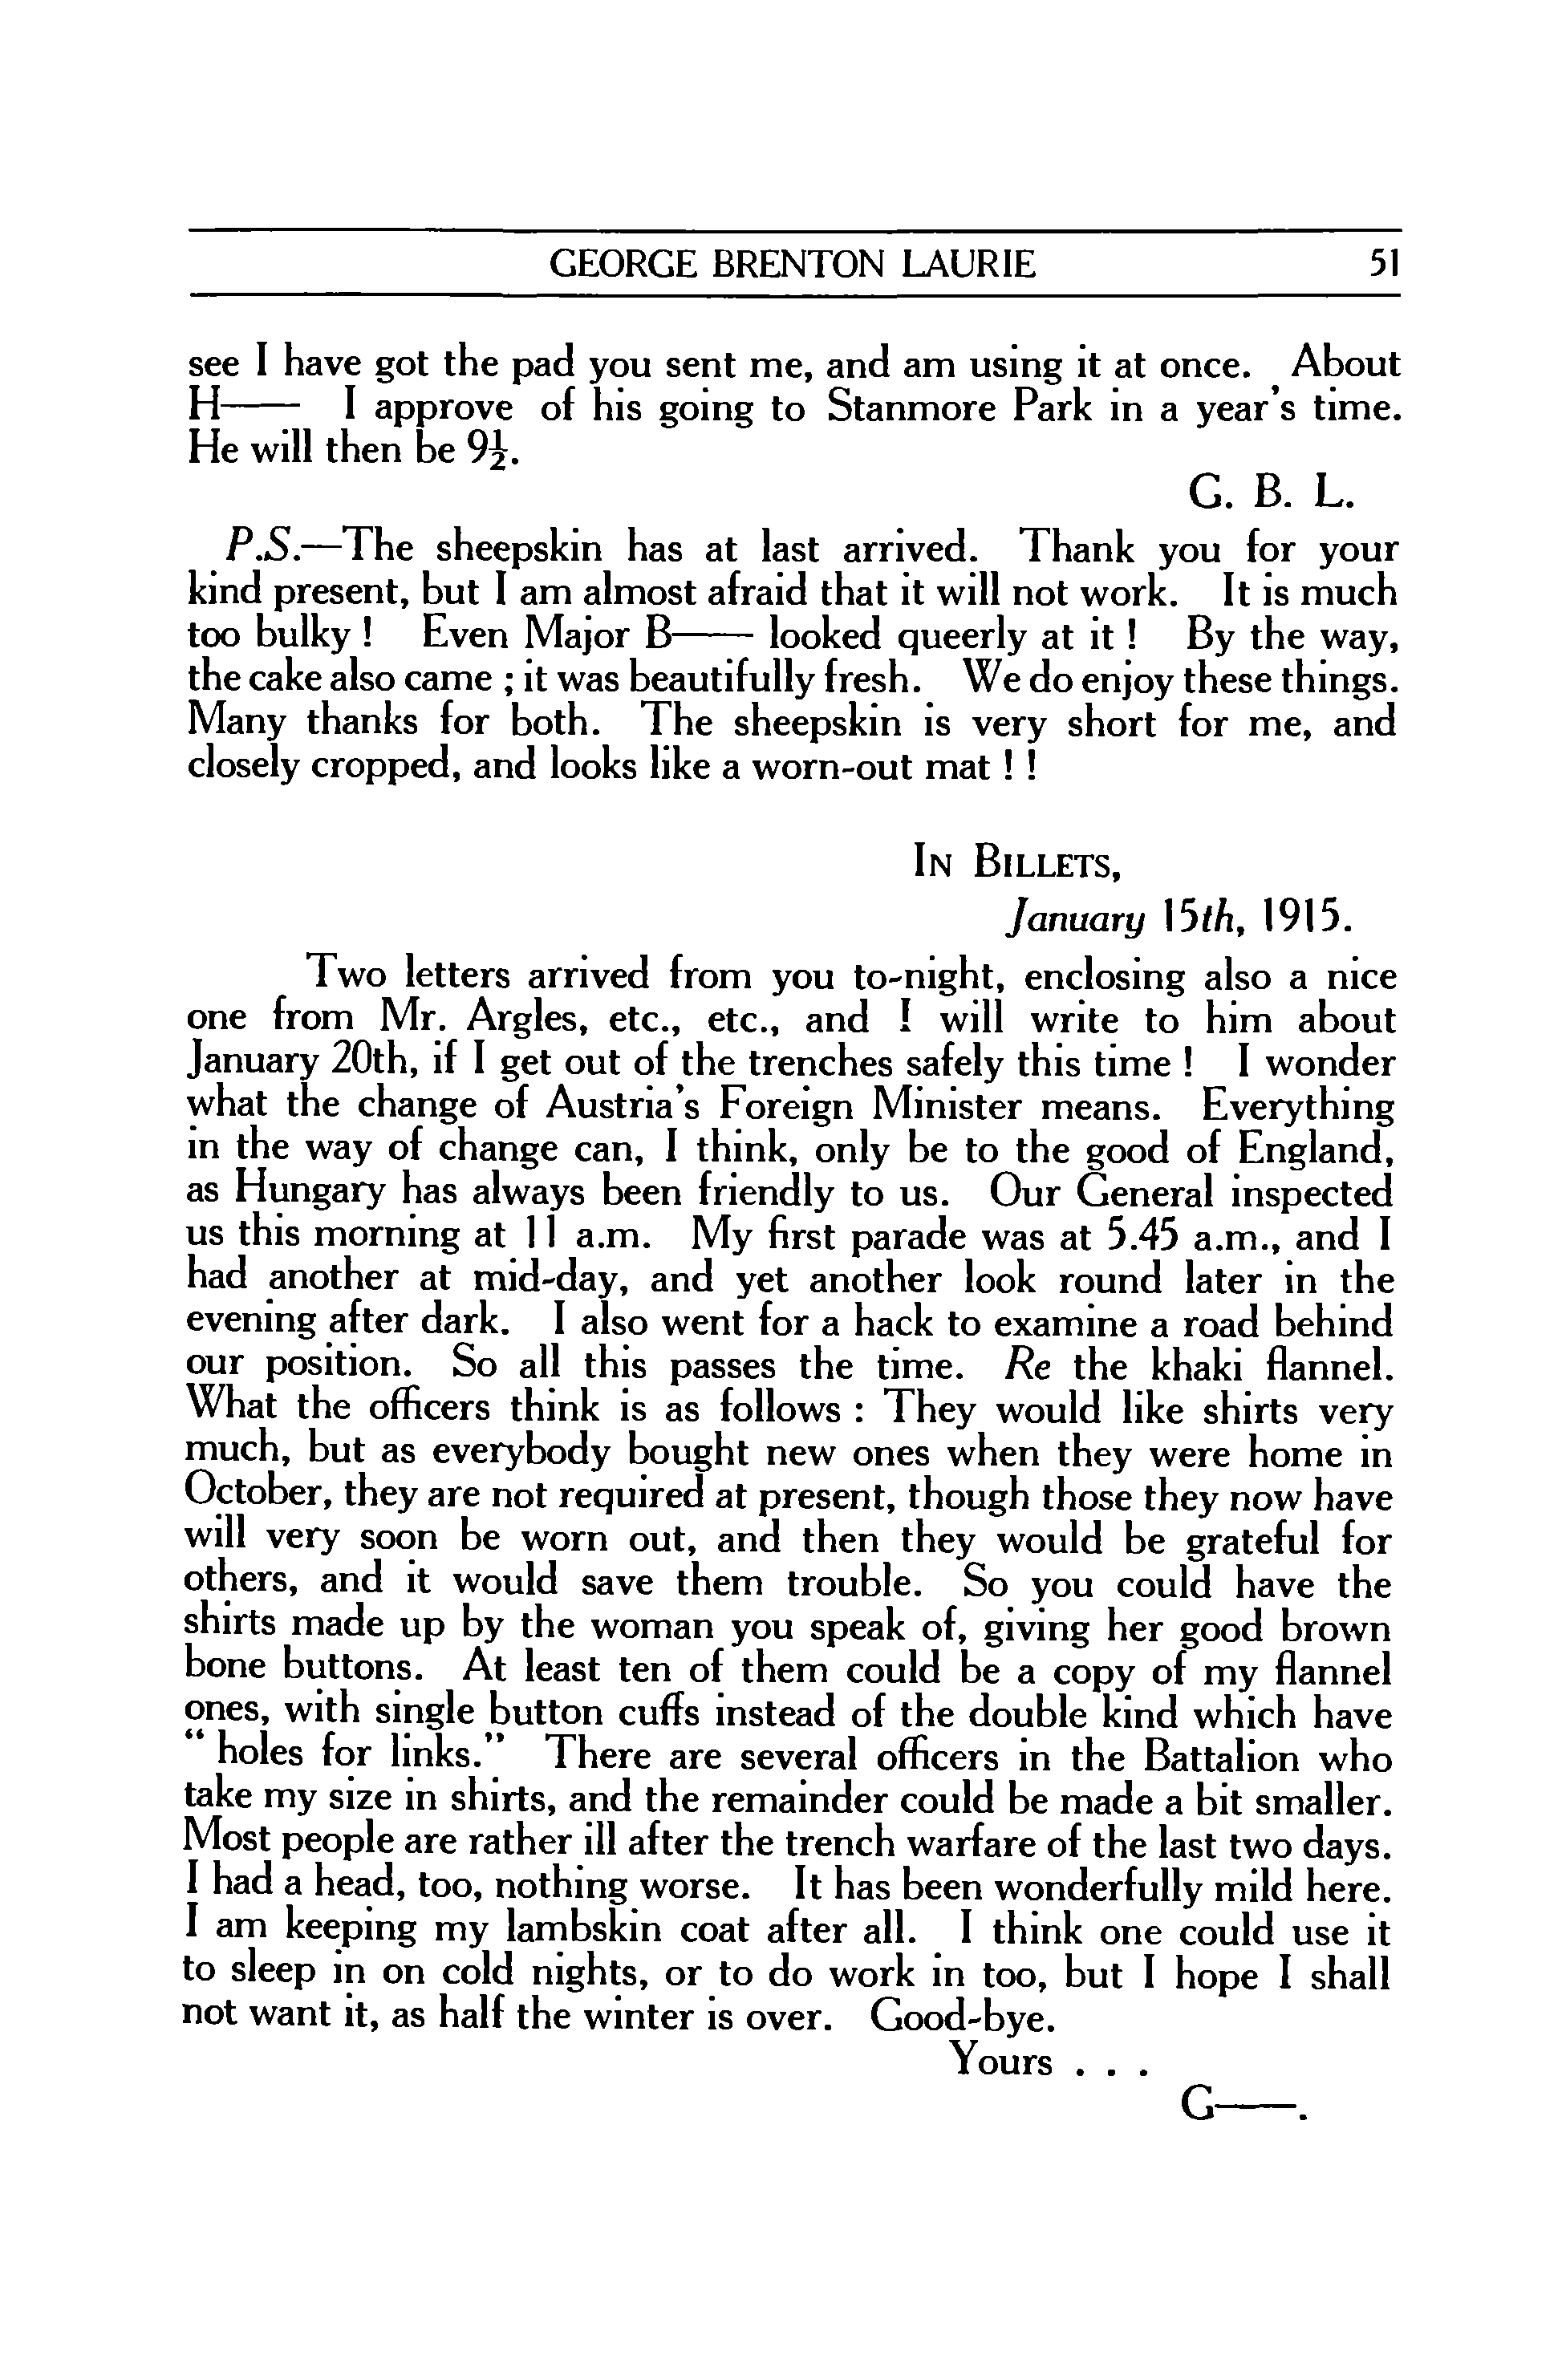 GEORGE BRENTON LAURIE 51
see I have got the pad you sent me, and am using it at once. About
H—— I approve of his going to Stanmore Park in a year's time.
He will then be 9½.
G. B. L.
P.S.—The sheepskin has at last arrived. Thank you for your
kind present, but I am almost afraid that it will not work. It is much
too bulky ! Even Major B—— looked queerly at it ! By the way,
the cake also came ; it was beautifully fresh. We do enjoy these things.
Many thanks for both. The sheepskin is very short for me, and
closely cropped, and looks like a worn-out mat ! !
In Billets,
January 15th, 1915.
Two letters arrived from you to-night, enclosing also a nice
one from Mr. Argles, etc., etc., and I will write to him about
January 20th, if I get out of the trenches safely this time ! I wonder
what the change of Austria's Foreign Minister means. Everything
in the way of change can, I think, only be to the good of England,
as Hungary has always been friendly to us. Our General inspected
us this morning at 11 a.m. My first parade was at 5.45 a.m., and I
had another at mid-day, and yet another look round later in the
evening after dark. I also went for a hack to examine a road behind
our position. So all this passes the time. Re the khaki flannel.
What the officers think is as follows : They would like shirts very
much, but as everybody bought new ones when they were home in
October, they are not required at present, though those they now have
will very soon be worn out, and then they would be grateful for
others, and it would save them trouble. So you could have the
shirts made up by the woman you speak of, giving her good brown
bone buttons. At least ten of them could be a copy of my flannel
ones, with single button cuffs instead of the double kind which have
“ holes for links.” There are several officers in the Battalion who
take my size in shirts, and the remainder could be made a bit smaller.
Most people are rather ill after the trench warfare of the last two days.
I had a head, too, nothing worse. It has been wonderfully mild here.
I am keeping my lambskin coat after all. I think one could use it
to sleep in on cold nights, or to do work in too, but I hope I shall
not want it, as half the winter is over. Good-bye.
Yours . . .
G——.